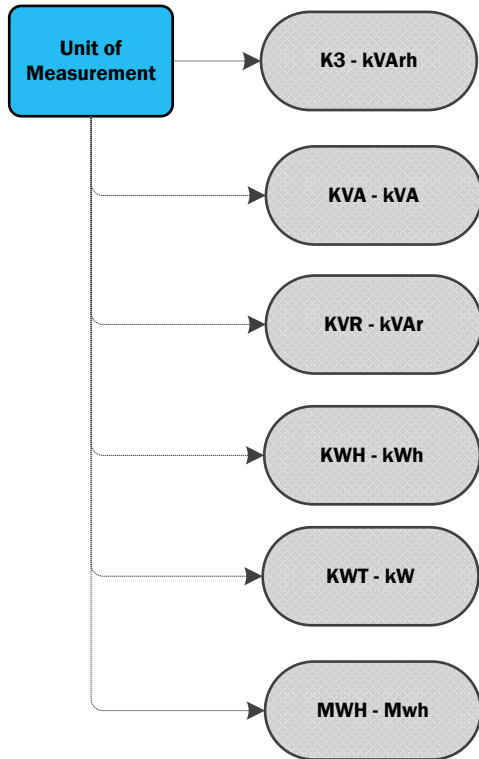 Unit of
Measurement
K3 - kVArh
KVA - kVA
KVR - kVAr
KWH - kWh
KWT - kW
MWH - Mwh